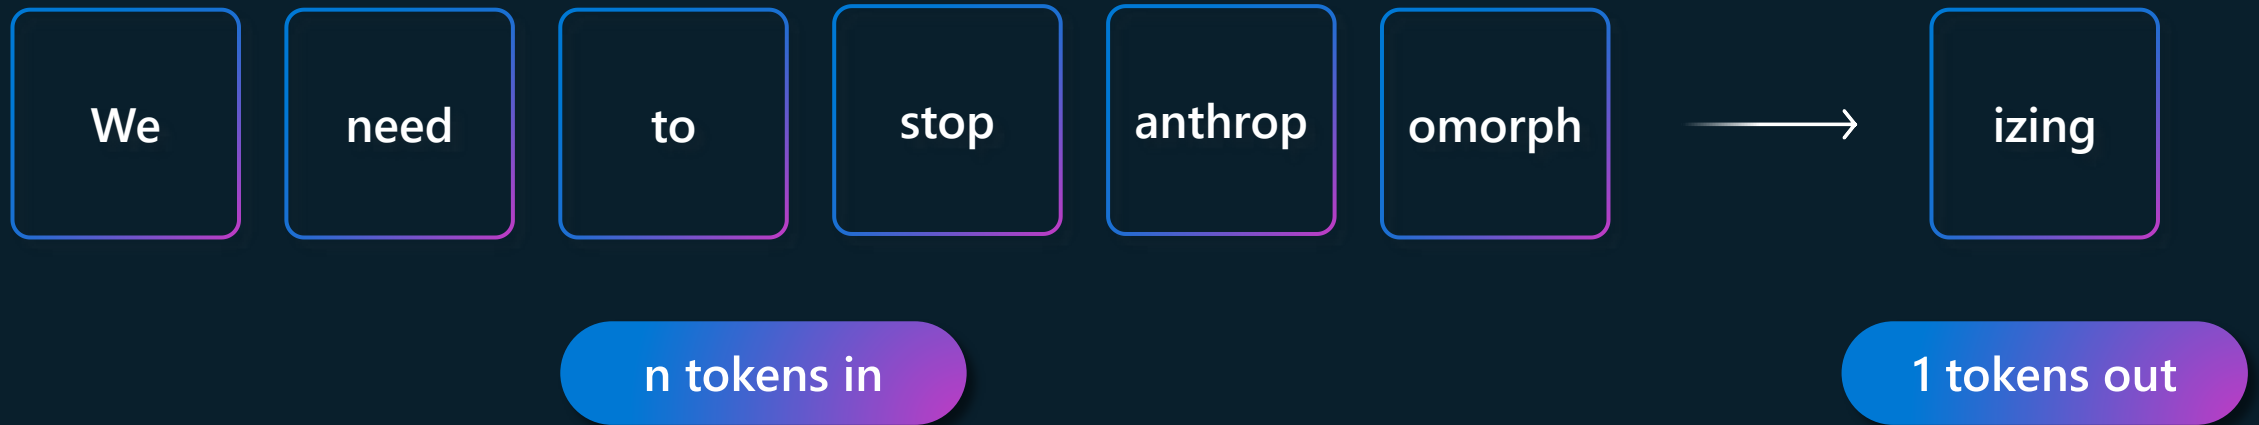 We need to stop anthrop omorph izing
n tokens in 1 tokens out